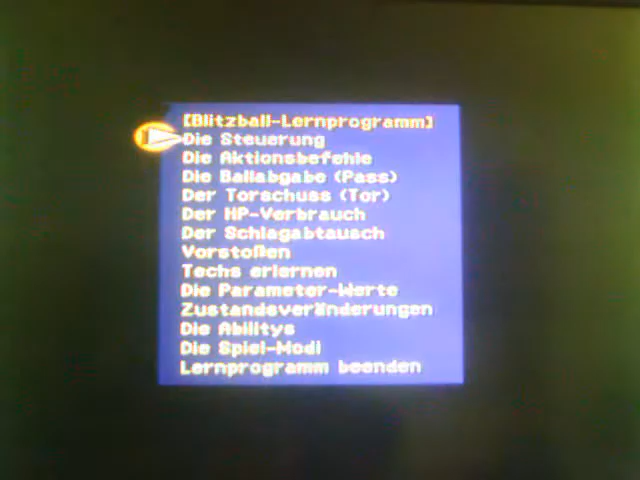 [Blitzball-Lernprogramm]
Die Steuerung
Die Aktionsbefehle
Die Ballabgabe (Pass)
Der Torschuss (Tor)
Der HP-Verbrauch
Der Schlagabtausch
Vorstoßen
Techs erlernen
Die Parameter-Werte
Zustandsveränderungen
Die Abilitys
Die Spiel-Modi
Lernprogramm beenden